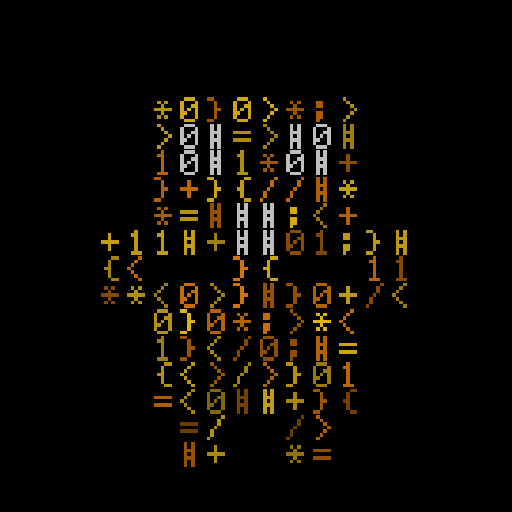 *0}0>*;>
>0H=>H0H
10H1*0H+
}+}{//H*
*=HHH;<+
+11H+HH01:}H
{< }{ 11
**<0>}H}0+/<
0}0*;>*<
1}</0;H=
{<>/>}01
=<0HH+}{
=/ />
H+ *=